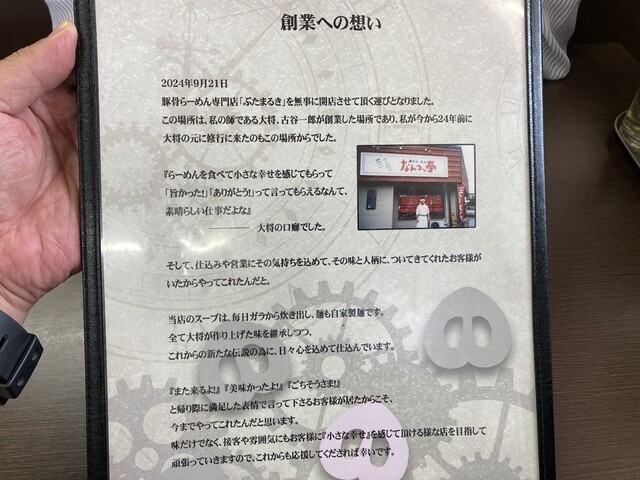 創業への想い
2024年9月21日
豚骨らーめん専門店「ぶたまるき」を無事に開店させて頂く運びとなりました。
この場所は、私の師である大将、古谷一郎が創業した場所であり、私が今から24年前に
大将の元に修行に来たのもこの場所からでした。
『らーめんを食べて小さな幸せを感じてもらって
「旨かった!」「ありがとう!」って言ってもらえるなんて、
素晴らしい仕事だよな』
―――― 大将の口癖でした。
なんつッ亭
そして、仕込みや営業にその気持ちを込めて、その味と人柄に、ついてきてくれたお客様が
いたからやってこれたんだと。
当店のスープは、毎日ガラから炊き出し、麺も自家製麺です。
全て大将が作り上げた味を継承しつつ、
これからの新たな伝説の為に、日々心を込めて仕込んでいます。
『また来るよ!』『美味かったよ!』『ごちそうさま!』
と帰り際に満足した表情で言って下さるお客様が居たからこそ、
今までやってこれたんだと思います。
味だけでなく、接客や雰囲気にもお客様に『小さな幸せ』を感じて頂ける様な店を目指して
頑張っていきますので、これからも応援してくだされば幸いです。